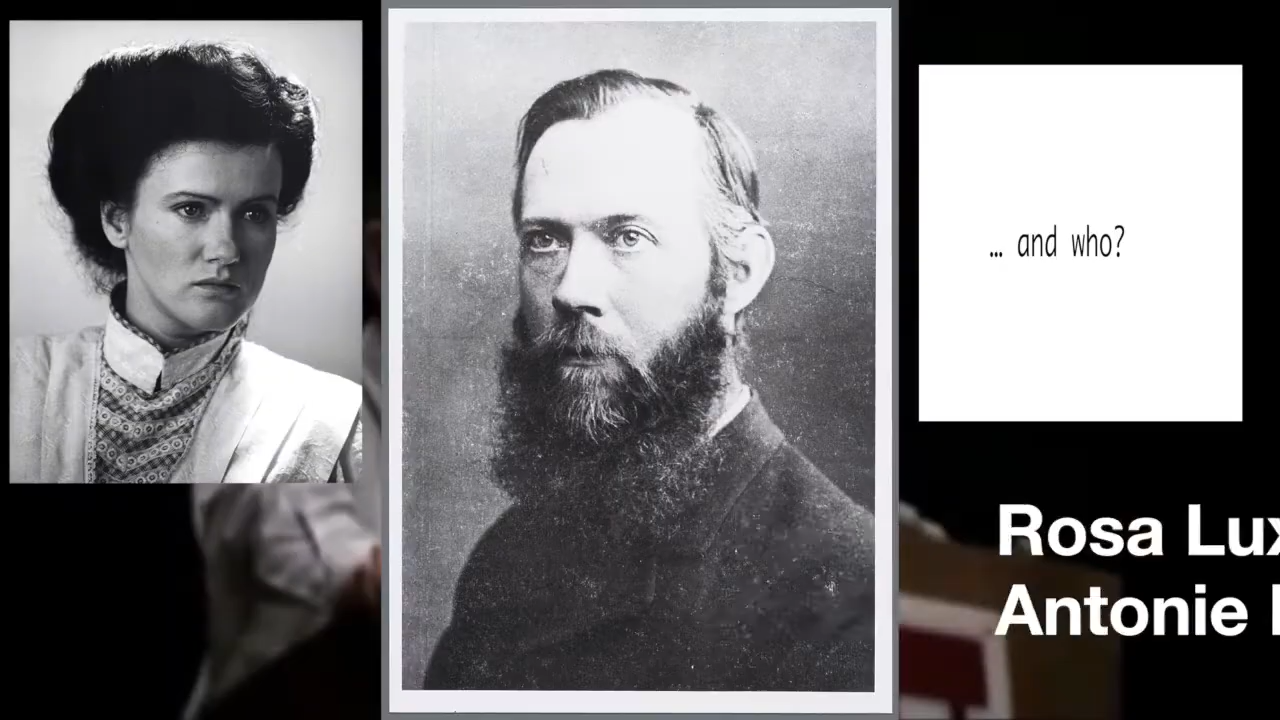 ... and who?
Rosa Lux
Antonie